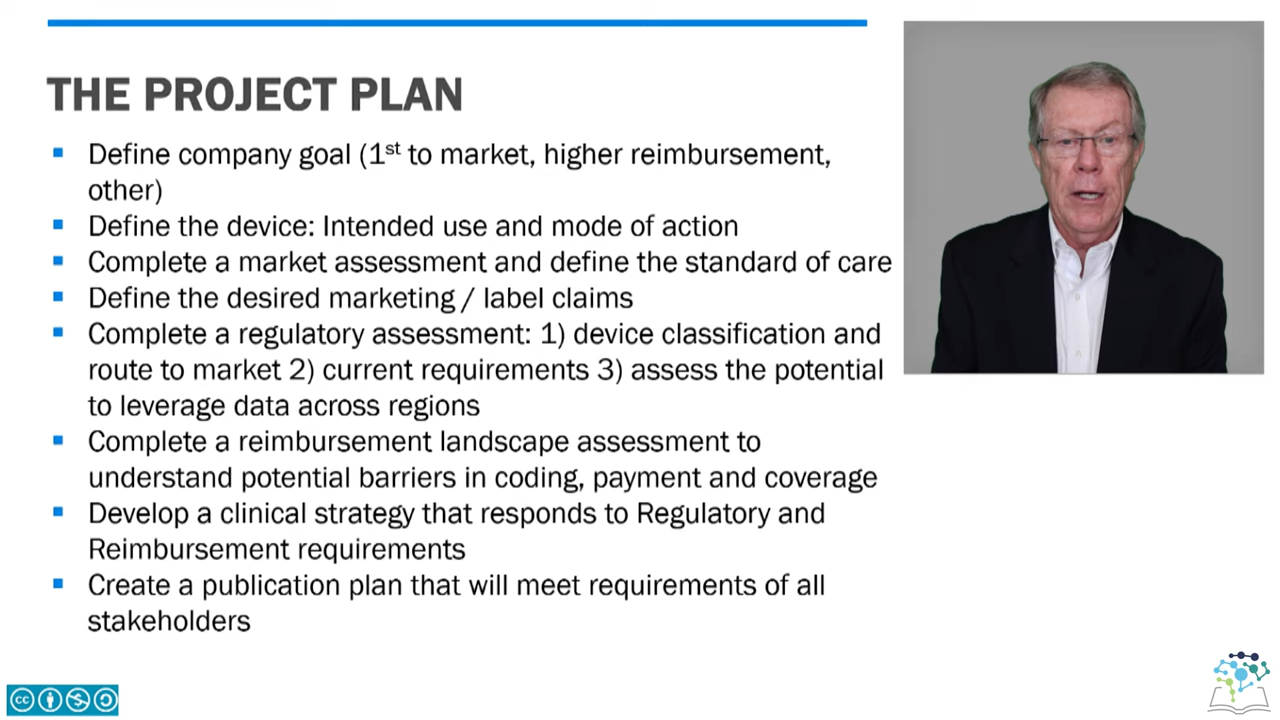 THE PROJECT PLAN
▪ Define company goal (1st to market, higher reimbursement,
other)
▪ Define the device: Intended use and mode of action
▪ Complete a market assessment and define the standard of care
▪ Define the desired marketing / label claims
▪ Complete a regulatory assessment: 1) device classification and
route to market 2) current requirements 3) assess the potential
to leverage data across regions
▪ Complete a reimbursement landscape assessment to
understand potential barriers in coding, payment and coverage
▪ Develop a clinical strategy that responds to Regulatory and
Reimbursement requirements
▪ Create a publication plan that will meet requirements of all
stakeholders
cc